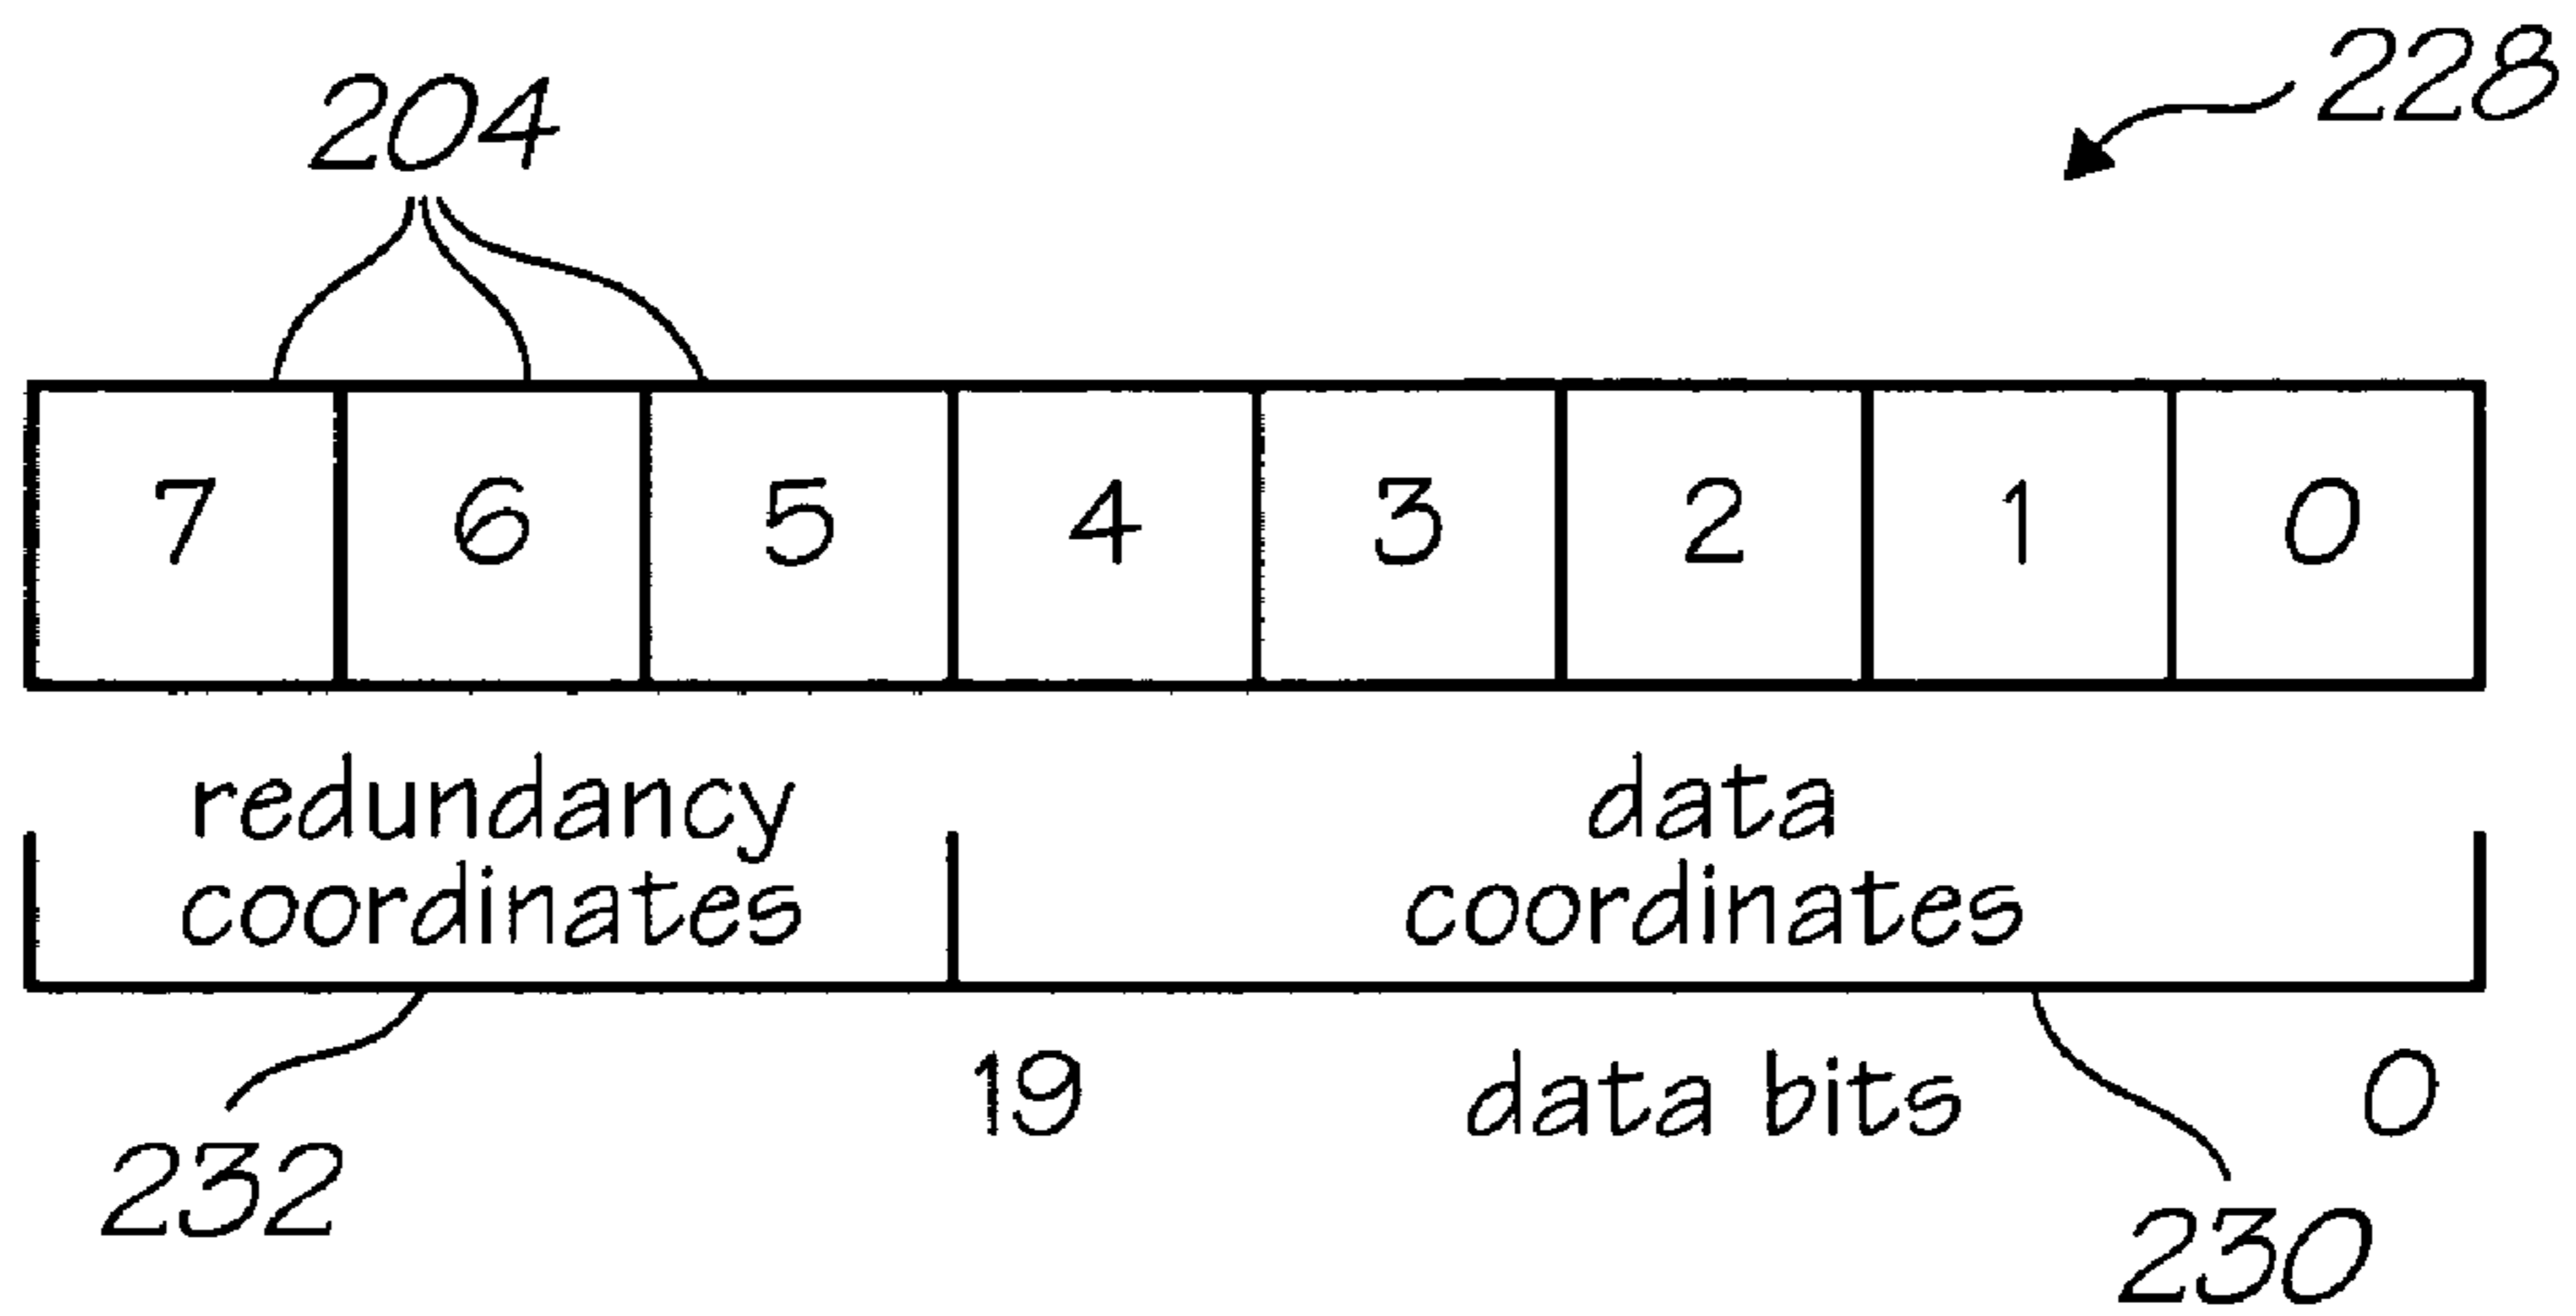 228
204
7 6 5 4 3 2 1 0
redundancy coordinates
data coordinates
19 data bits 0
232
230